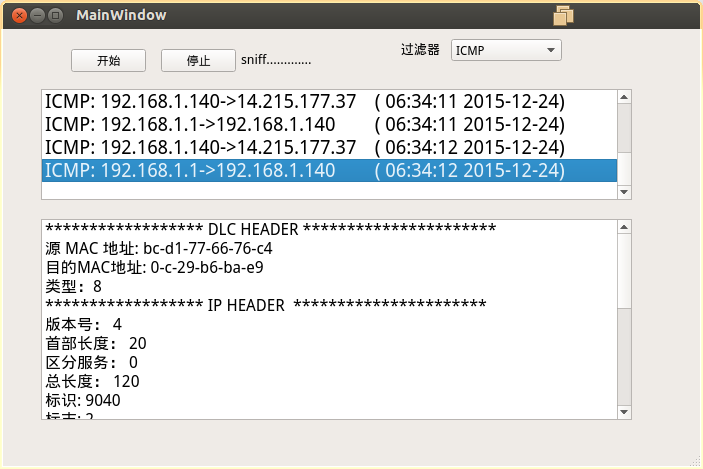 MainWindow
开始 停止 sniff............. 过滤器 ICMP
ICMP: 192.168.1.140->14.215.177.37 ( 06:34:11 2015-12-24)
ICMP: 192.168.1.1->192.168.1.140 ( 06:34:11 2015-12-24)
ICMP: 192.168.1.140->14.215.177.37 ( 06:34:12 2015-12-24)
ICMP: 192.168.1.1->192.168.1.140 ( 06:34:12 2015-12-24)
****************** DLC HEADER **********************
源 MAC 地址: bc-d1-77-66-76-c4
目的MAC地址: 0-c-29-b6-ba-e9
类型：8
****************** IP HEADER **********************
版本号： 4
首部长度： 20
区分服务： 0
总长度： 120
标识: 9040
标志: 2